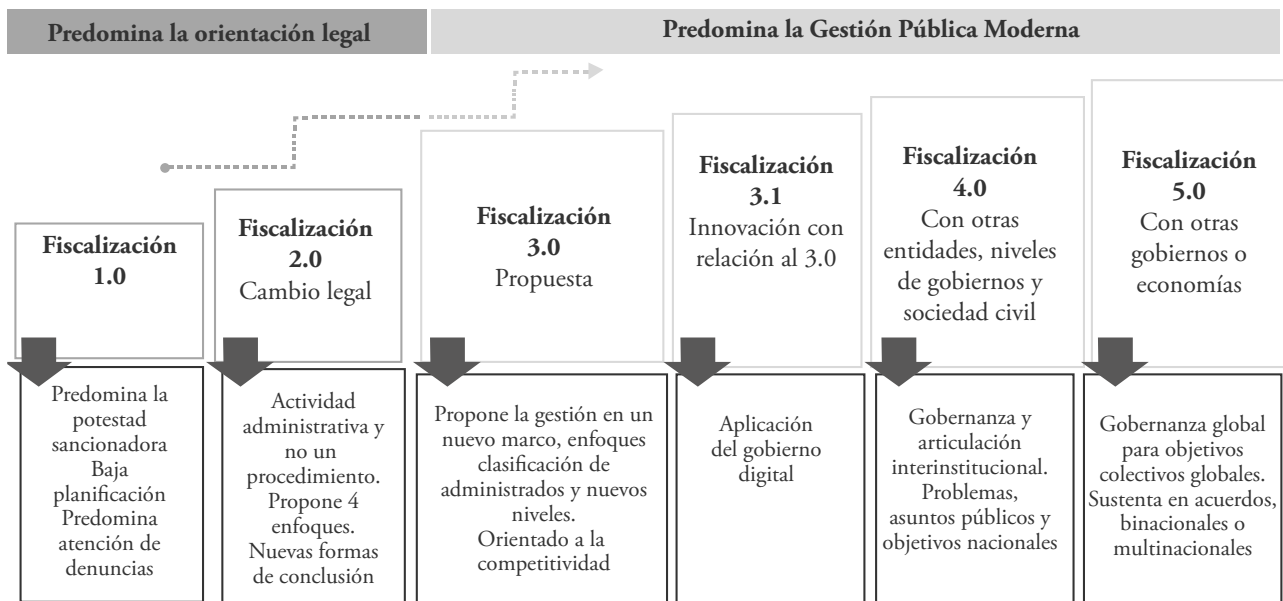 Predomina la orientación legal
Predomina la Gestión Pública Moderna
Fiscalización
1.0
Fiscalización
2.0
Cambio legal
Fiscalización
3.0
Propuesta
Fiscalización
3.1
Innovación con
relación al 3.0
Fiscalización
4.0
Con otras
entidades, niveles
de gobiernos y
sociedad civil
Fiscalización
5.0
Con otras
gobiernos o
economías
Predomina la
potestad
sancionadora
Baja
planificación
Predomina
atención de
denuncias
Actividad
administrativa y
no un
procedimiento.
Propone 4
enfoques.
Nuevas formas
de conclusión
Propone la gestión en un
nuevo marco, enfoques
clasificación de
administrados y nuevos
niveles.
Orientado a la
competitividad
Aplicación
del gobierno
digital
Gobernanza y
articulación
interinstitucional.
Problemas,
asuntos públicos y
objetivos nacionales
Gobernanza global
para objetivos
colectivos globales.
Sustenta en acuerdos,
binacionales o
multinacionales